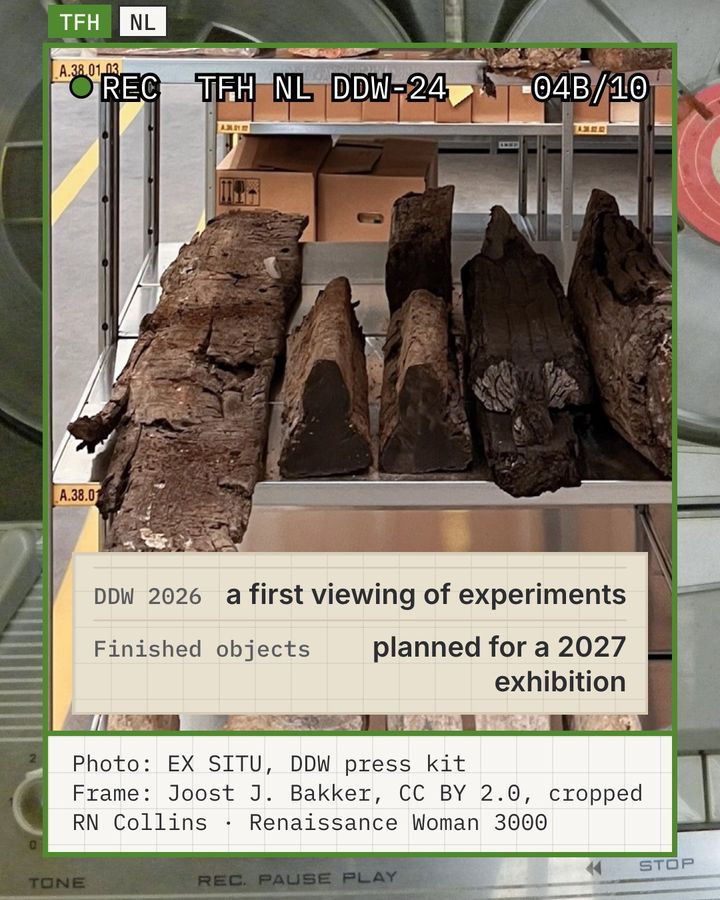 TFH NL
A.38.01.03
REC TFH NL DDW-24 04B/10
DDW 2026 a first viewing of experiments
Finished objects planned for a 2027
exhibition
A.38.01
Photo: EX SITU, DDW press kit
Frame: Joost J. Bakker, CC BY 2.0, cropped
RN Collins · Renaissance Woman 3000
STOP
TONE REC. PAUSE PLAY